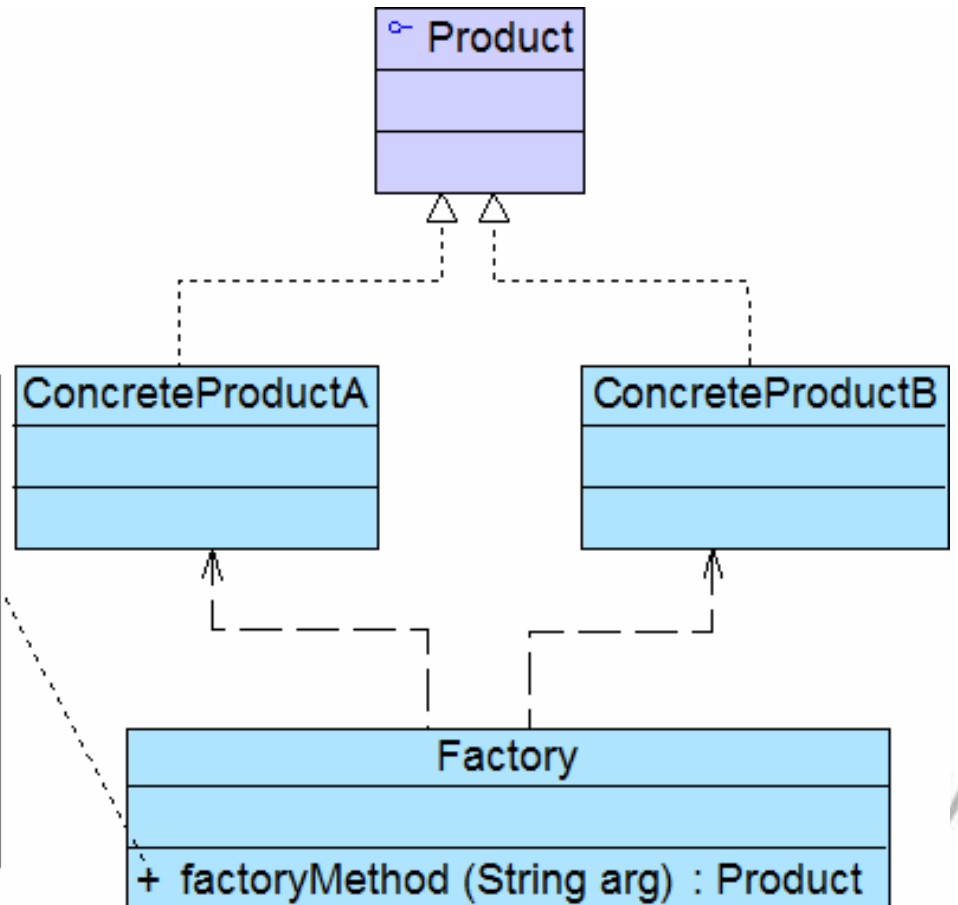 Product
ConcreteProductA
ConcreteProductB
Factory
+ factoryMethod (String arg) : Product